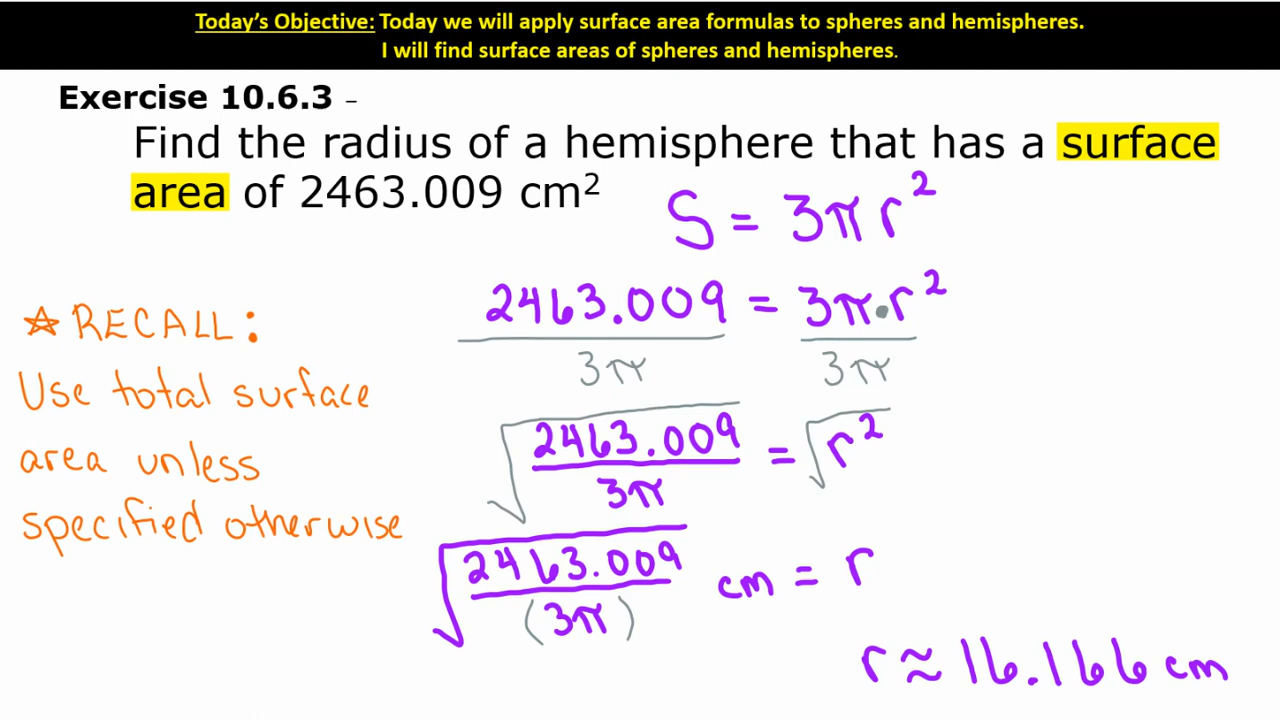 Today's Objective: Today we will apply surface area formulas to spheres and hemispheres.
I will find surface areas of spheres and hemispheres.
Exercise 10.6.3 –
Find the radius of a hemisphere that has a surface
area of 2463.009 cm²
S = 3πr²
2463.009 = 3π•r²
3π 3π
☆ RECALL:
Use total surface
area unless
specified otherwise
√(2463.009/3π) = √r²
√(2463.009/(3π)) cm = r
r ≈ 16.166 cm